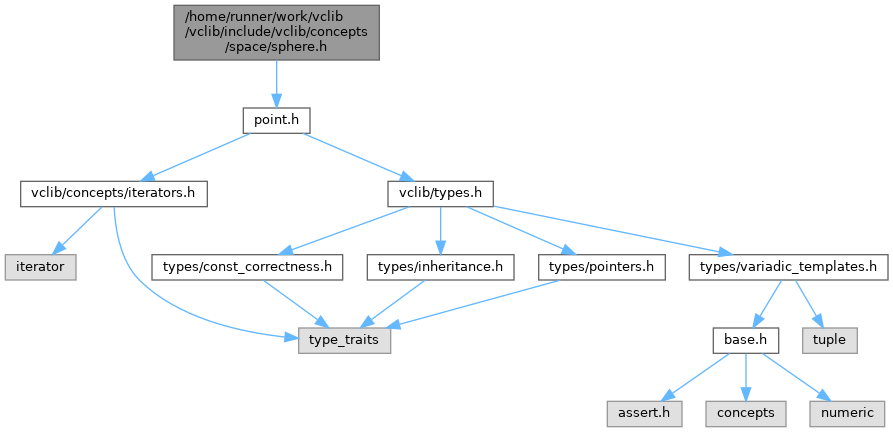 /home/runner/work/vclib
/vclib/include/vclib/concepts
/space/sphere.h
point.h
vclib/concepts/iterators.h
vclib/types.h
iterator
types/const_correctness.h
types/inheritance.h
types/pointers.h
types/variadic_templates.h
type_traits
base.h
tuple
assert.h
concepts
numeric